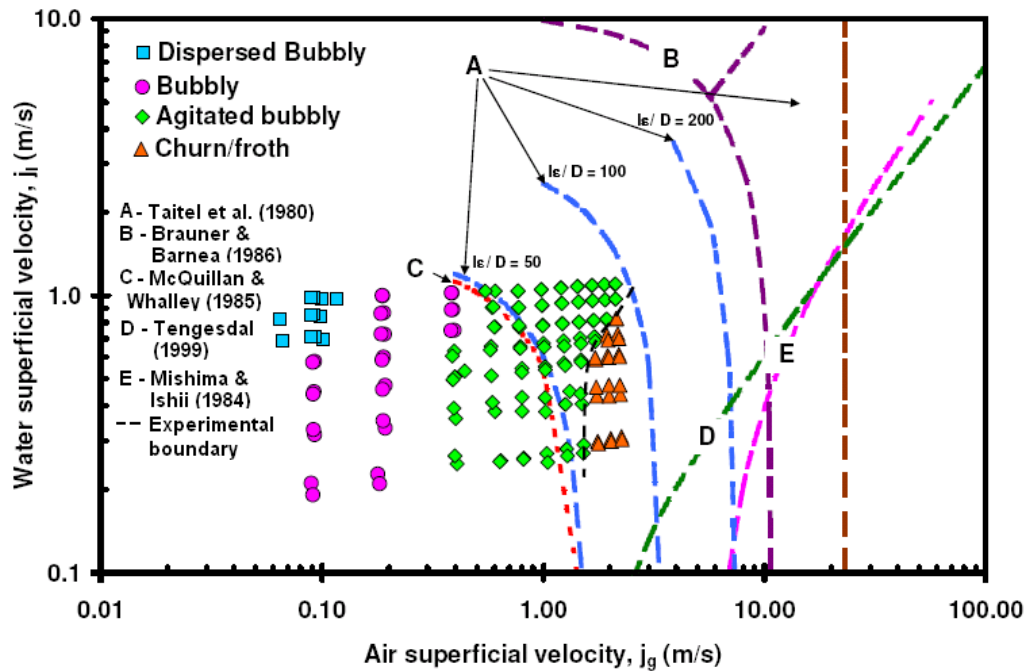 10.0
Dispersed Bubbly
Bubbly
Agitated bubbly
Churn/froth
A
B
lε/ D = 200
lε/ D = 100
A - Taitel et al. (1980)
B - Brauner &
Barnea (1986)
C - McQuillan &
Whalley (1985)
D - Tengesdal
(1999)
E - Mishima &
Ishii (1984)
-- Experimental
boundary
C
lε/ D = 50
1.0
E
D
0.1
0.01
0.10
1.00
10.00
100.00
Water superficial velocity, jl (m/s)
Air superficial velocity, jg (m/s)